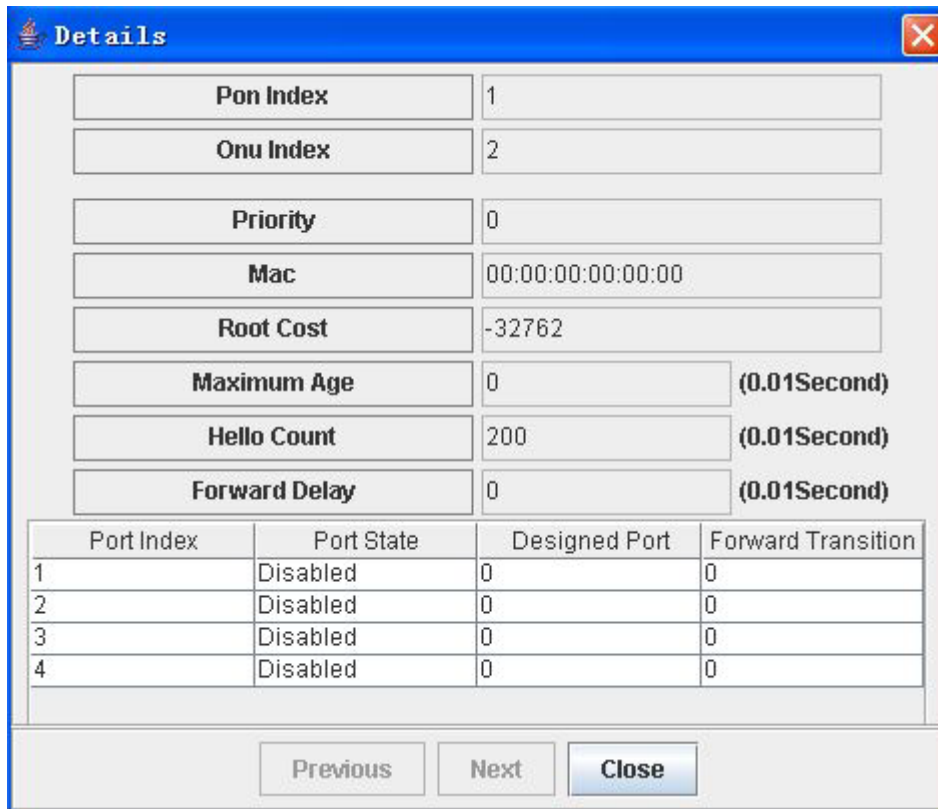 Details
Pon Index 1
Onu Index 2
Priority 0
Mac 00:00:00:00:00:00
Root Cost -32762
Maximum Age 0 (0.01Second)
Hello Count 200 (0.01Second)
Forward Delay 0 (0.01Second)
Port Index Port State Designed Port Forward Transition
1 Disabled 0 0
2 Disabled 0 0
3 Disabled 0 0
4 Disabled 0 0
Previous Next Close